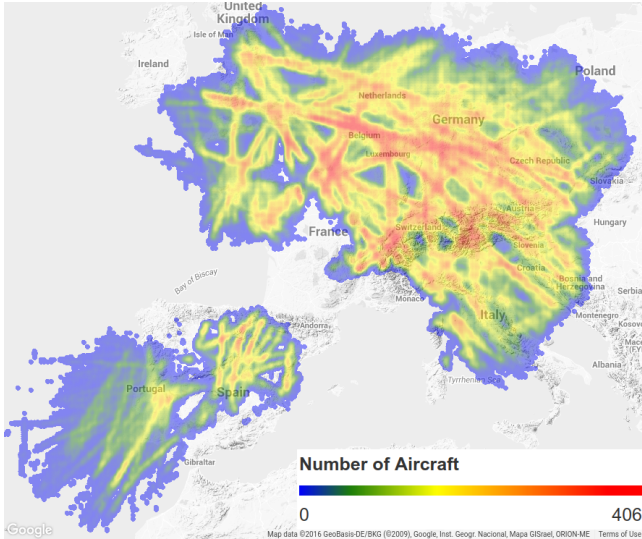 United
Kingdom
Isle of Man
Ireland
Poland
Netherlands
Germany
Belgium
Luxembourg
Czech Republic
Slovakia
Austria
France
Switzerland
Hungary
Slovenia
Croatia
Bay of Biscay
Bosnia and
Herzegovina
Serbia
Monaco
Italy
Montenegro
Kosovo
Andorra
Albania
Portugal
Spain
Tyrrhenian Sea
Gibraltar
Number of Aircraft
0 406
Google
Map data ©2016 GeoBasis-DE/BKG (©2009), Google, Inst. Geogr. Nacional, Mapa GISrael, ORION-ME Terms of Use